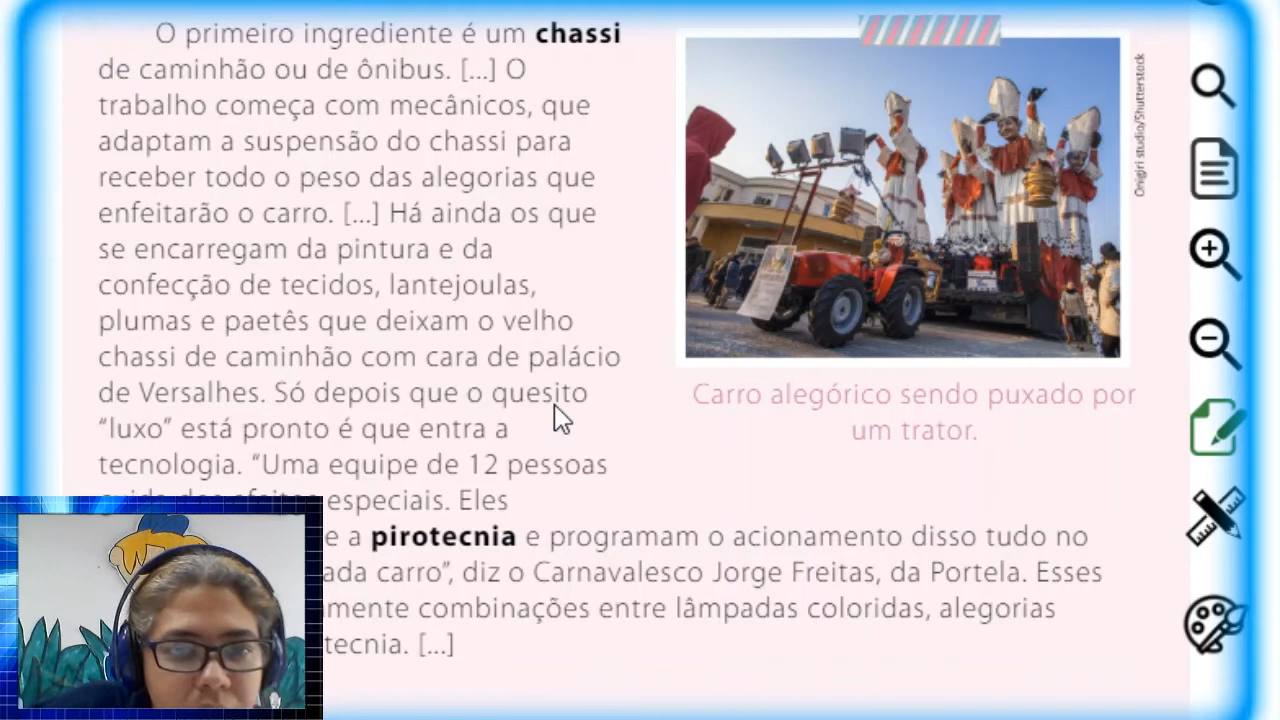 O primeiro ingrediente é um chassi
de caminhão ou de ônibus. [...] O
trabalho começa com mecânicos, que
adaptam a suspensão do chassi para
receber todo o peso das alegorias que
enfeitarão o carro. [...] Há ainda os que
se encarregam da pintura e da
confecção de tecidos, lantejoulas,
plumas e paetês que deixam o velho
chassi de caminhão com cara de palácio
de Versalhes. Só depois que o quesito
“luxo” está pronto é que entra a
tecnologia. “Uma equipe de 12 pessoas
especiais. Eles
e a pirotecnia e programam o acionamento disso tudo no
ada carro”, diz o Carnavalesco Jorge Freitas, da Portela. Esses
amente combinações entre lâmpadas coloridas, alegorias
tecnia. [...]
Onigiri studio/Shutterstock
Carro alegórico sendo puxado por
um trator.